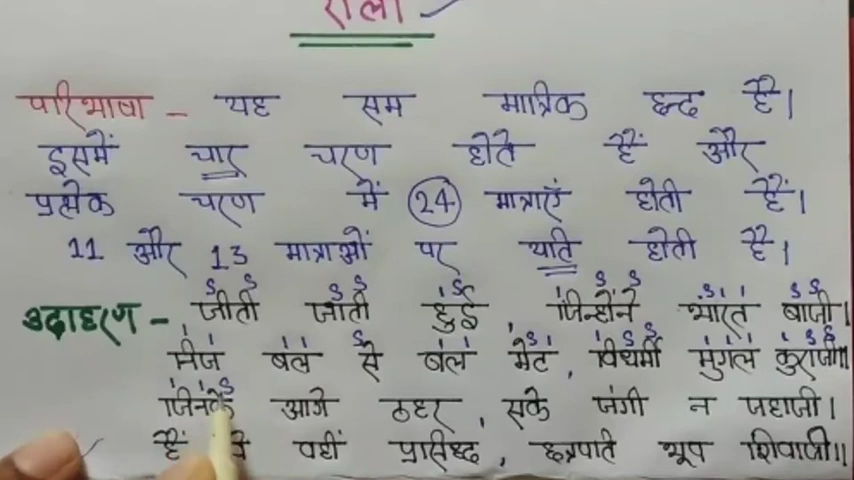 रोला
परिभाषा - यह सम मात्रिक छन्द है।
इसमें चार चरण होते हैं और
प्रत्येक चरण में 24 मात्राएं होती हैं।
11 और 13 मात्राओं पर यति होती है।
उदाहरण - जीती जाती हुई , जिन्होंने भारत बाजी।
निज बल से बल मेट , विधर्मी मुगल कुराजी॥
जिनके आगे ठहर , सके जंगी न जहाजी।
हैं वही प्रसिध्द , छत्रपति भूप शिवाजी॥